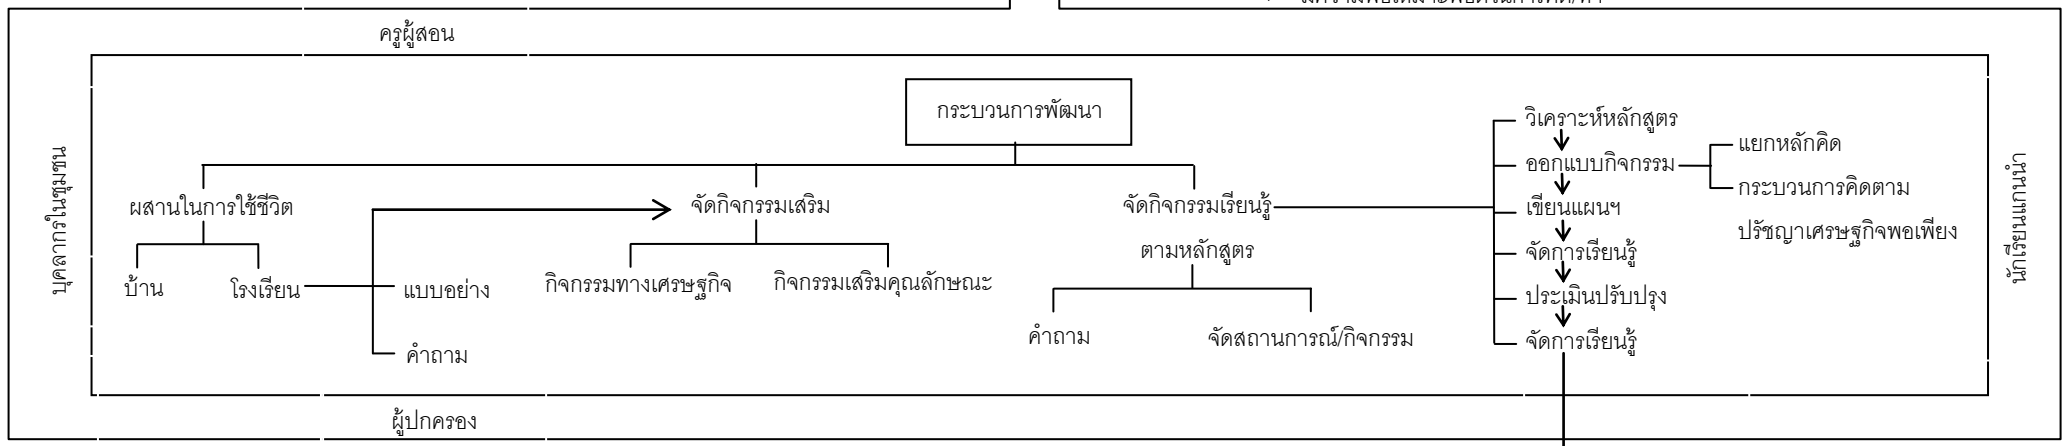 ครูผู้สอน
กระบวนการพัฒนา
บุคลากรในชุมชน
ผสานในการใช้ชีวิต
บ้าน
โรงเรียน
แบบอย่าง
คำถาม
จัดกิจกรรมเสริม
กิจกรรมทางเศรษฐกิจ
กิจกรรมเสริมคุณลักษณะ
จัดกิจกรรมเรียนรู้
ตามหลักสูตร
คำถาม
จัดสถานการณ์/กิจกรรม
วิเคราะห์หลักสูตร
ออกแบบกิจกรรม
เขียนแผนฯ
จัดการเรียนรู้
ประเมินปรับปรุง
จัดการเรียนรู้
แยกหลักคิด
กระบวนการคิดตาม
ปรัชญาเศรษฐกิจพอเพียง
นักเรียนแกนนำ
ผู้ปกครอง